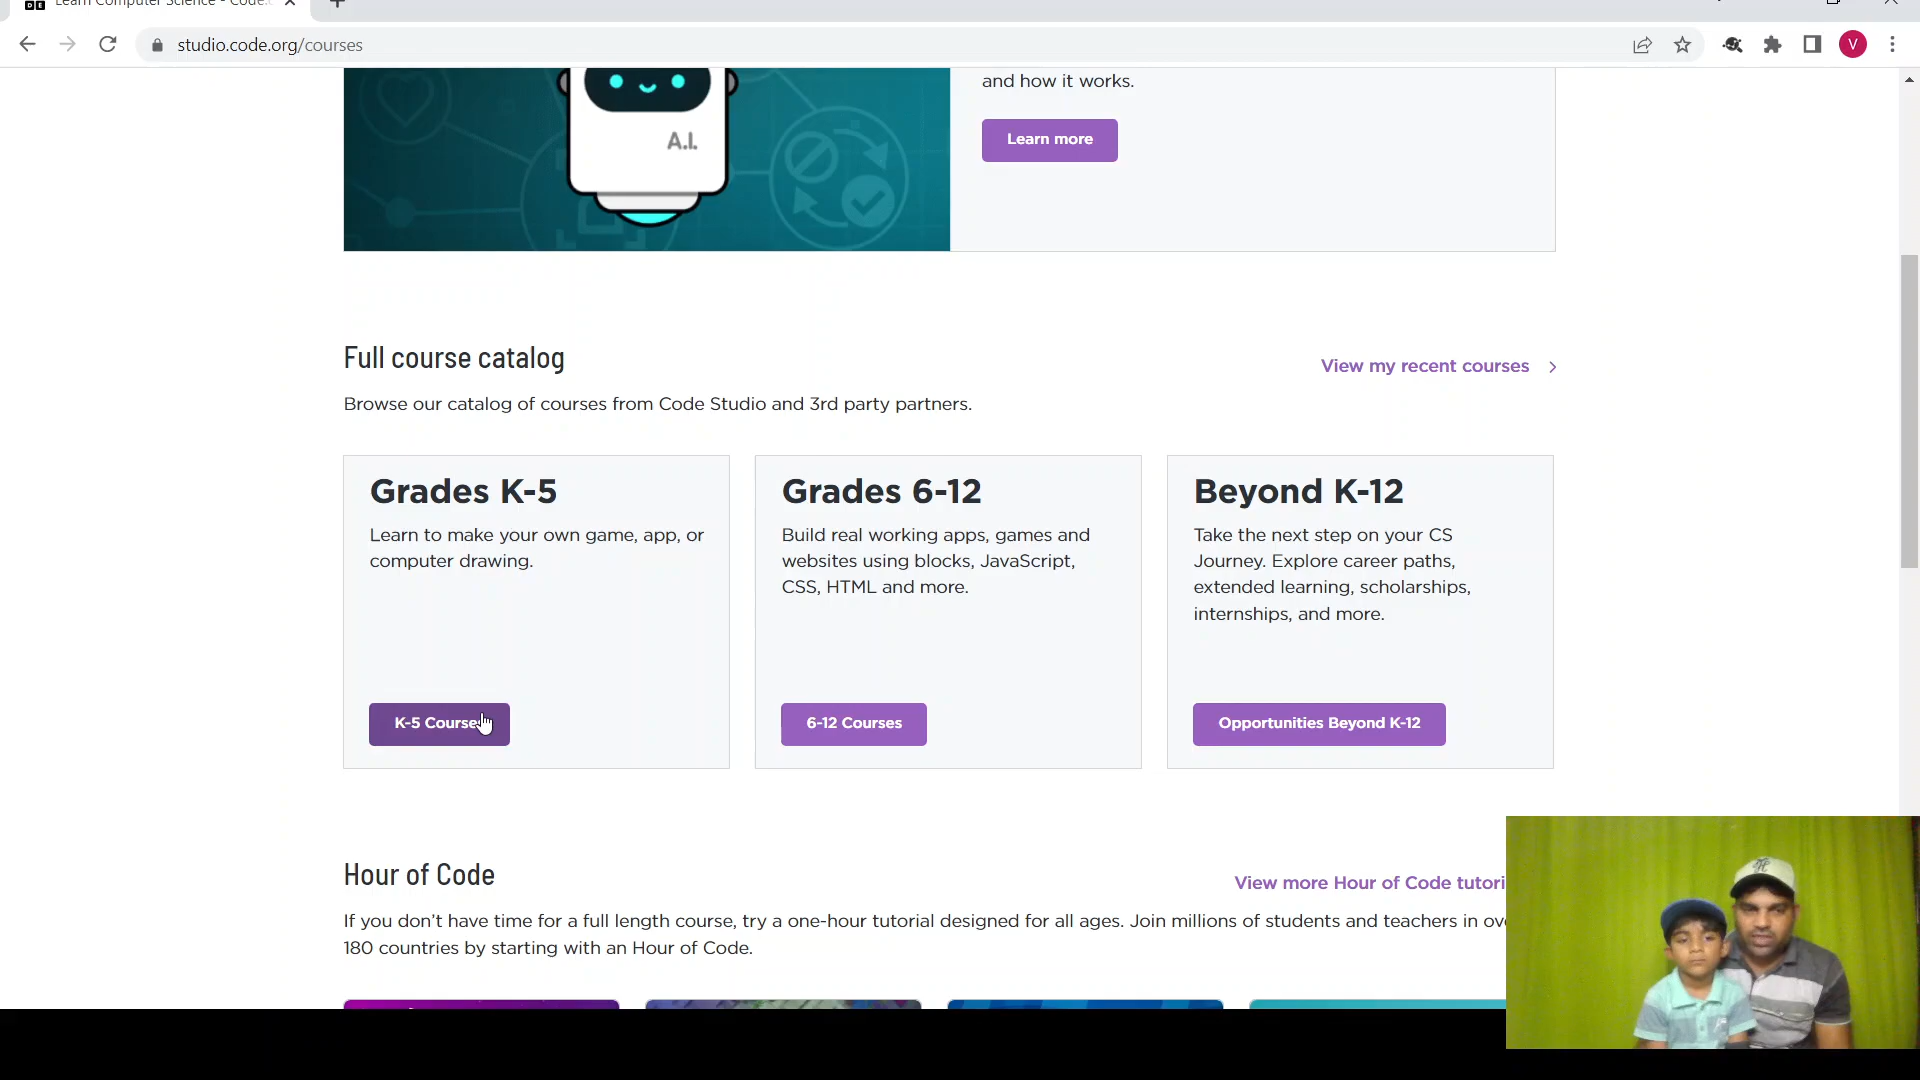 Learn Computer Science - Code.o
studio.code.org/courses
V
and how it works.
A.I.
Learn more
Full course catalog
View my recent courses
Browse our catalog of courses from Code Studio and 3rd party partners.
Grades K-5
Learn to make your own game, app, or
computer drawing.
K-5 Courses
Grades 6-12
Build real working apps, games and
websites using blocks, JavaScript,
CSS, HTML and more.
6-12 Courses
Beyond K-12
Take the next step on your CS
Journey. Explore career paths,
extended learning, scholarships,
internships, and more.
Opportunities Beyond K-12
Hour of Code
View more Hour of Code tutori
If you don’t have time for a full length course, try a one-hour tutorial designed for all ages. Join millions of students and teachers in ov
180 countries by starting with an Hour of Code.